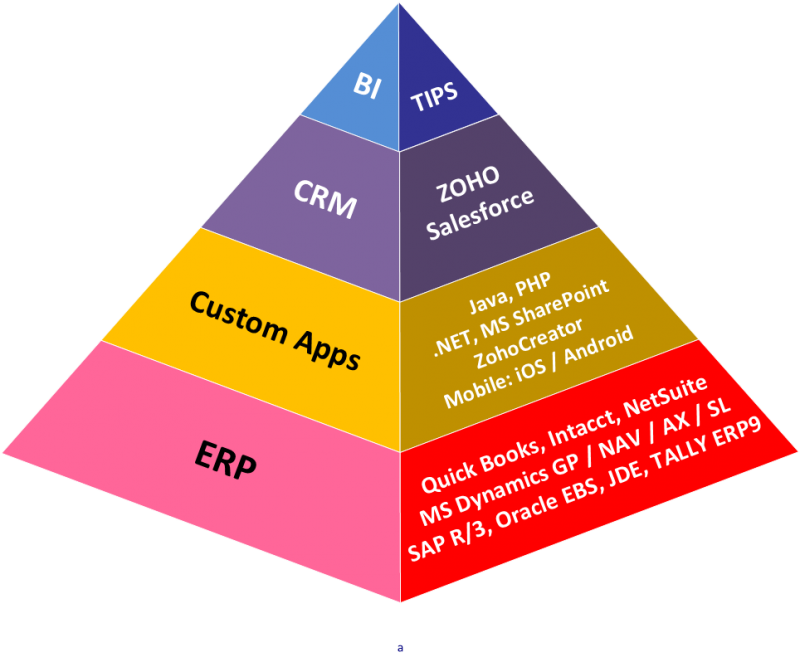 BI
TIPS
CRM
ZOHO
Salesforce
Custom Apps
Java, PHP
.NET, MS SharePoint
ZohoCreator
Mobile: iOS / Android
ERP
Quick Books, Intacct, NetSuite
MS Dynamics GP / NAV / AX / SL
SAP R/3, Oracle EBS, JDE, TALLY ERP9
a